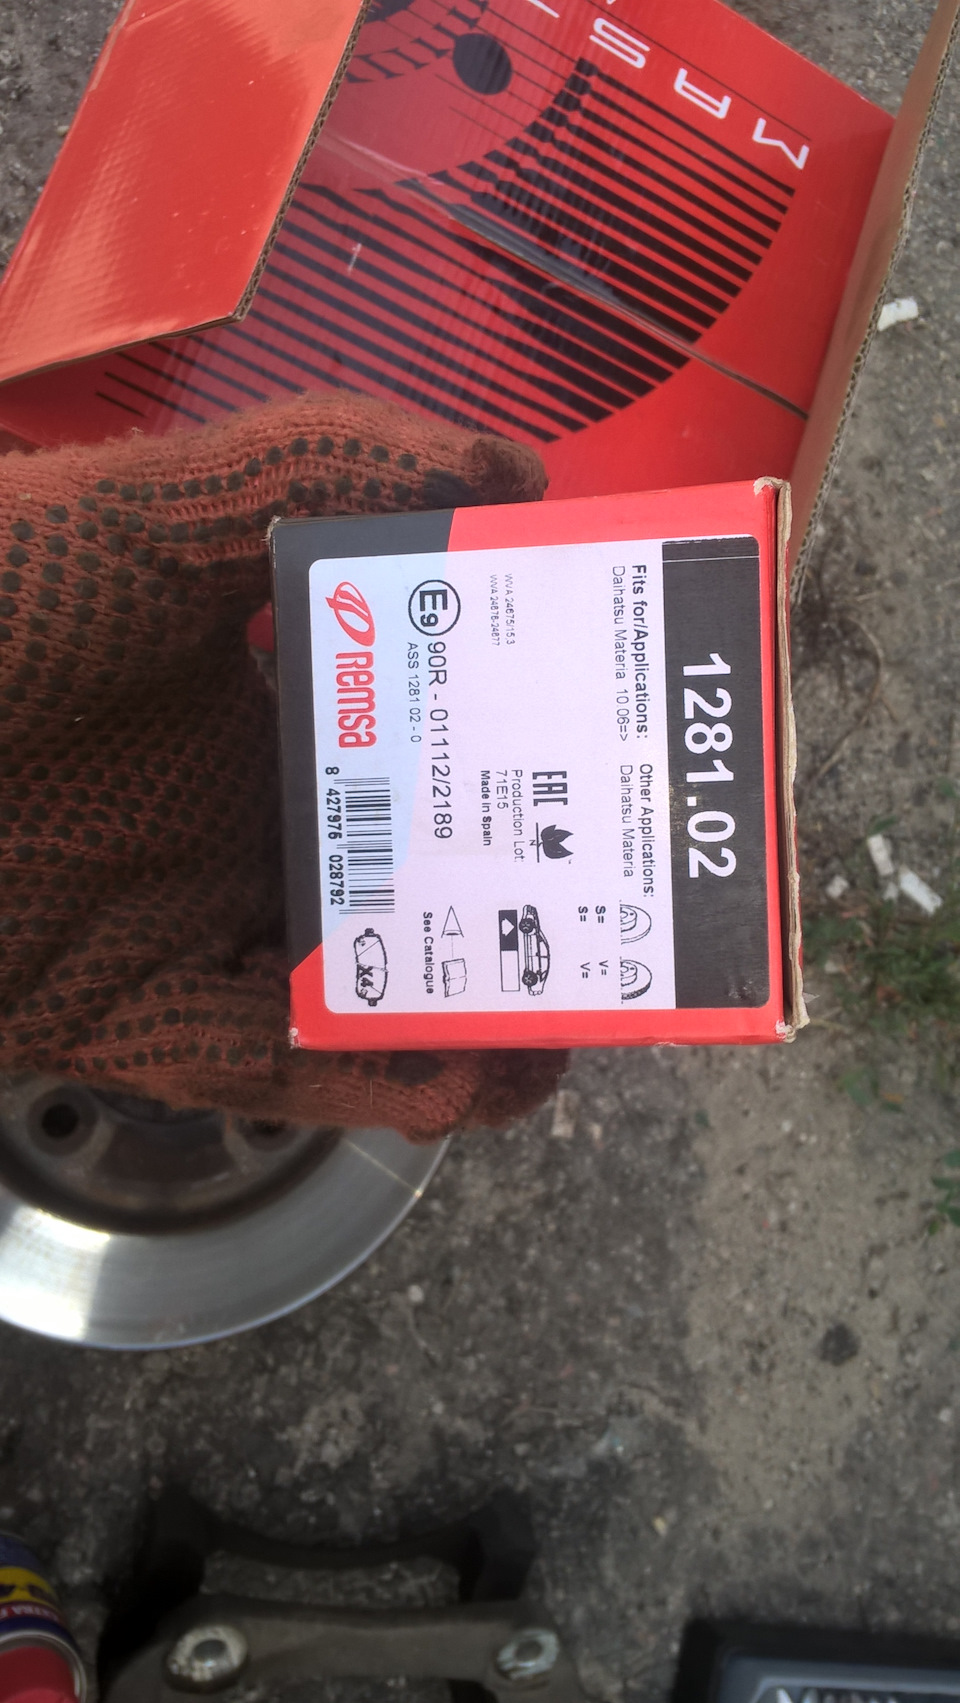 MASU
1281.02
Fits for/Applications:
Daihatsu Materia 10.06=>
Other Applications:
Daihatsu Materia
S=
V=
S=
V=
WVA 24675/15.3
WVA 24676-24677
EAC
N
Production Lot:
71E15
Made in Spain
E9 90R - 01112/2189
ASS 1281 02 - 0
See Catalogue
remsa
8 427976 028792
X4